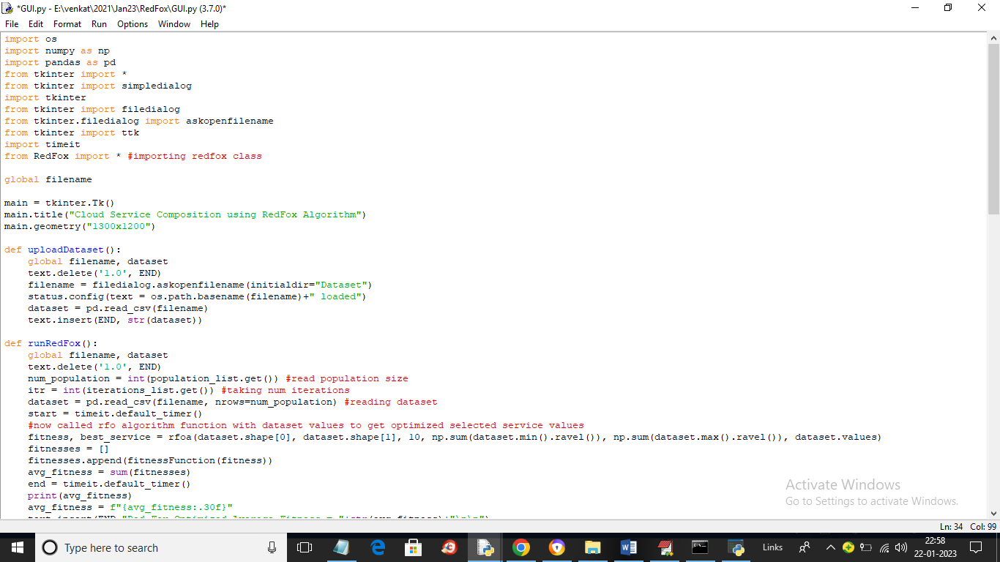 *GUI.py - E:\venkat\2021\Jan23\RedFox\GUI.py (3.7.0)*
File Edit Format Run Options Window Help
import os
import numpy as np
import pandas as pd
from tkinter import *
from tkinter import simpledialog
import tkinter
from tkinter import filedialog
from tkinter.filedialog import askopenfilename
from tkinter import ttk
import timeit
from RedFox import * #importing redfox class
global filename
main = tkinter.Tk()
main.title("Cloud Service Composition using RedFox Algorithm")
main.geometry("1300x1200")
def uploadDataset():
    global filename, dataset
    text.delete('1.0', END)
    filename = filedialog.askopenfilename(initialdir="Dataset")
    status.config(text = os.path.basename(filename)+" loaded")
    dataset = pd.read_csv(filename)
    text.insert(END, str(dataset))
def runRedFox():
    global filename, dataset
    text.delete('1.0', END)
    num_population = int(population_list.get()) #read population size
    itr = int(iterations_list.get()) #taking num iterations
    dataset = pd.read_csv(filename, nrows=num_population) #reading dataset
    start = timeit.default_timer()
    #now called rfo algorithm function with dataset values to get optimized selected service values
    fitness, best_service = rfoa(dataset.shape[0], dataset.shape[1], 10, np.sum(dataset.min().ravel()), np.sum(dataset.max().ravel()), dataset.values)
    fitnesses = []
    fitnesses.append(fitnessFunction(fitness))
    avg_fitness = sum(fitnesses)
    end = timeit.default_timer()
    print(avg_fitness)
    avg_fitness = f"{avg_fitness:.30f}"
    text.insert(END,"Red Fox Optimized Average Fitness = "+str(avg_fitness)+"\n\n")
Activate Windows
Go to Settings to activate Windows.
Ln: 34 Col: 99
Type here to search
Links
22:58
22-01-2023